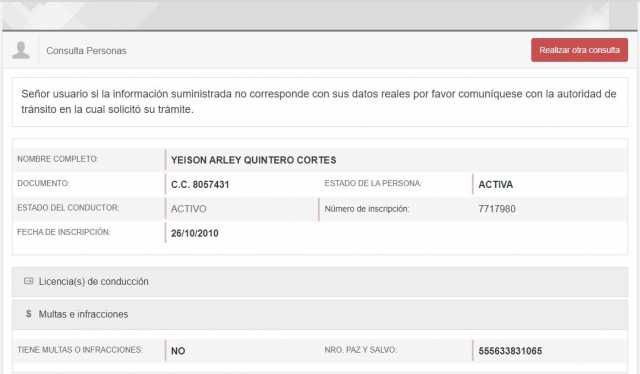 Consulta Personas
Realizar otra consulta
Señor usuario si la información suministrada no corresponde con sus datos reales por favor comuníquese con la autoridad de
tránsito en la cual solicitó su trámite.
NOMBRE COMPLETO: YEISON ARLEY QUINTERO CORTES
DOCUMENTO: C.C. 8057431 ESTADO DE LA PERSONA: ACTIVA
ESTADO DEL CONDUCTOR: ACTIVO Número de inscripción: 7717980
FECHA DE INSCRIPCIÓN: 26/10/2010
Licencia(s) de conducción
$ Multas e infracciones
TIENE MULTAS O INFRACCIONES: NO NRO. PAZ Y SALVO: 555633831065